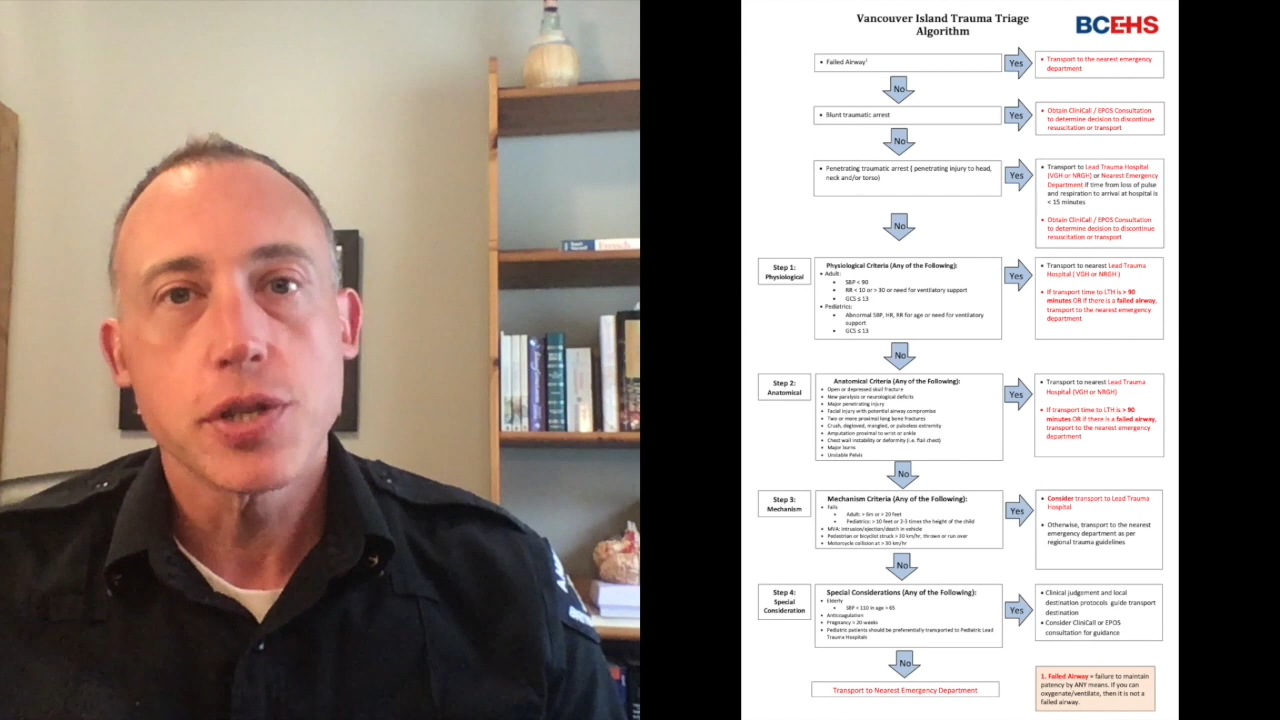 Vancouver Island Trauma Triage
Algorithm
BCEHS
• Failed Airway¹
Yes
• Transport to the nearest emergency
department
No
• Blunt traumatic arrest
Yes
• Obtain CliniCall / EPOS Consultation
to determine decision to discontinue
resuscitation or transport
No
• Penetrating traumatic arrest ( penetrating injury to head,
neck and/or torso)
Yes
• Transport to Lead Trauma Hospital
(VGH or NRGH) or Nearest Emergency
Department if time from loss of pulse
and respiration to arrival at hospital is
< 15 minutes
• Obtain CliniCall / EPOS Consultation
to determine decision to discontinue
resuscitation or transport
No
Step 1:
Physiological
Physiological Criteria (Any of the Following):
• Adult:
• SBP < 90
• RR < 10 or > 30 or need for ventilatory support
• GCS ≤ 13
• Pediatrics:
• Abnormal SBP, HR, RR for age or need for ventilatory
support
• GCS ≤ 13
Yes
• Transport to nearest Lead Trauma
Hospital ( VGH or NRGH )
• If transport time to LTH is > 90
minutes OR if there is a failed airway,
transport to the nearest emergency
department
No
Step 2:
Anatomical
Anatomical Criteria (Any of the Following):
• Open or depressed skull fracture
• New paralysis or neurological deficits
• Major penetrating injury
• Facial injury with potential airway compromise
• Two or more proximal long bone fractures
• Crush, degloved, mangled, or pulseless extremity
• Amputation proximal to wrist or ankle
• Chest wall instability or deformity (i.e. flail chest)
• Major burns
• Unstable Pelvis
Yes
• Transport to nearest Lead Trauma
Hospital (VGH or NRGH)
• If transport time to LTH is > 90
minutes OR if there is a failed airway,
transport to the nearest emergency
department
No
Step 3:
Mechanism
Mechanism Criteria (Any of the Following):
• Falls
• Adult: > 6m or > 20 feet
• Pediatrics: > 10 feet or 2-3 times the height of the child
• MVA: intrusion/ejection/death in vehicle
• Pedestrian or bicyclist struck > 30 km/hr, thrown or run over
• Motorcycle collision at > 30 km/hr
Yes
• Consider transport to Lead Trauma
Hospital
• Otherwise, transport to the nearest
emergency department as per
regional trauma guidelines
No
Step 4:
Special
Consideration
Special Considerations (Any of the Following):
• Elderly
• SBP < 110 in age > 65
• Anticoagulation
• Pregnancy > 20 weeks
• Pediatric patients should be preferentially transported to Pediatric Lead
Trauma Hospitals
Yes
• Clinical judgement and local
destination protocols guide transport
destination
• Consider CliniCall or EPOS
consultation for guidance
No
Transport to Nearest Emergency Department
1. Failed Airway = failure to maintain
patency by ANY means. If you can
oxygenate/ventilate, then it is not a
failed airway.